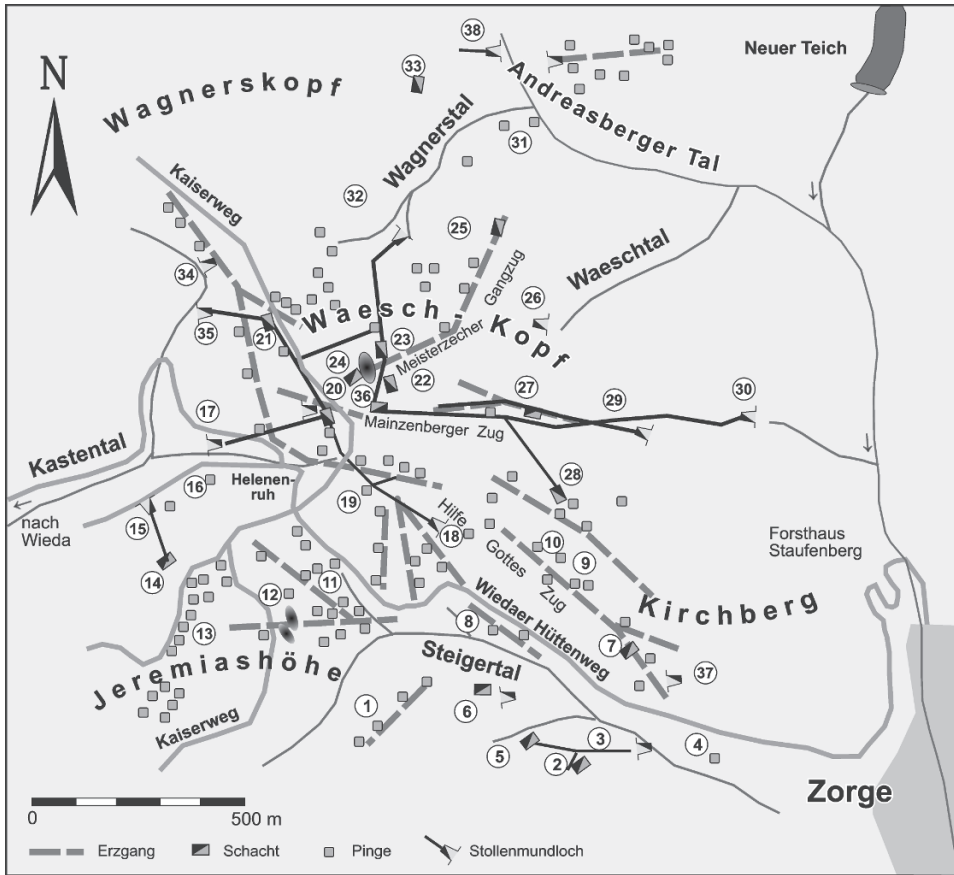 38
Neuer Teich
N
33
Wagnerskopf
Andreasberger Tal
31
Wagnerstal
Kaiserweg
32
25
Waeschtal
34
Gangzug
26
35
21
Waesch-Kopf
23
Meisterzecher
24
20
36
22
27
29
30
17
Mainzenberger Zug
Kastental
Helenen-
ruh
16
28
nach
Wieda
15
19
Hilfe
18
Gottes
Zug
10
9
Forsthaus
Staufenberg
14
12
11
13
Jeremiashöhe
8
Wiedaer Hüttenweg
Kirchberg
7
37
Steigertal
Kaiserweg
1
6
5
3
2
4
Zorge
0
500 m
Erzgang
Schacht
Pinge
Stollenmundloch